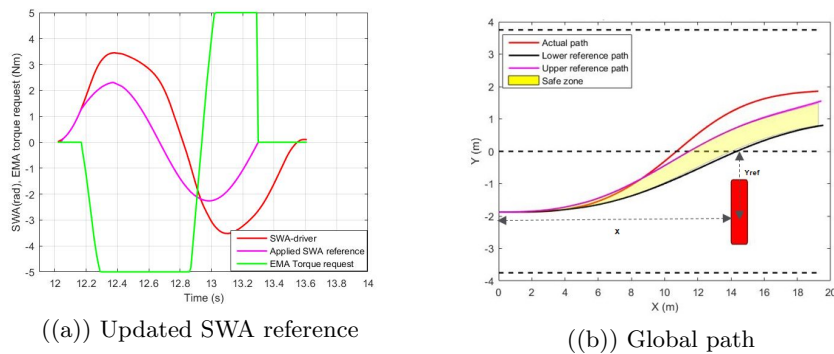 SWA(rad), EMA torque request (Nm)
5
4
3
2
1
0
-1
-2
-3
-4
-5
SWA-driver
Applied SWA reference
EMA Torque request
12 12.2 12.4 12.6 12.8 13 13.2 13.4 13.6 13.8 14
Time (s)
((a)) Updated SWA reference
Y (m)
4
3
2
1
0
-1
-2
-3
-4
Actual path
Lower reference path
Upper reference path
Safe zone
Yref
x
0 2 4 6 8 10 12 14 16 18 20
X (m)
((b)) Global path